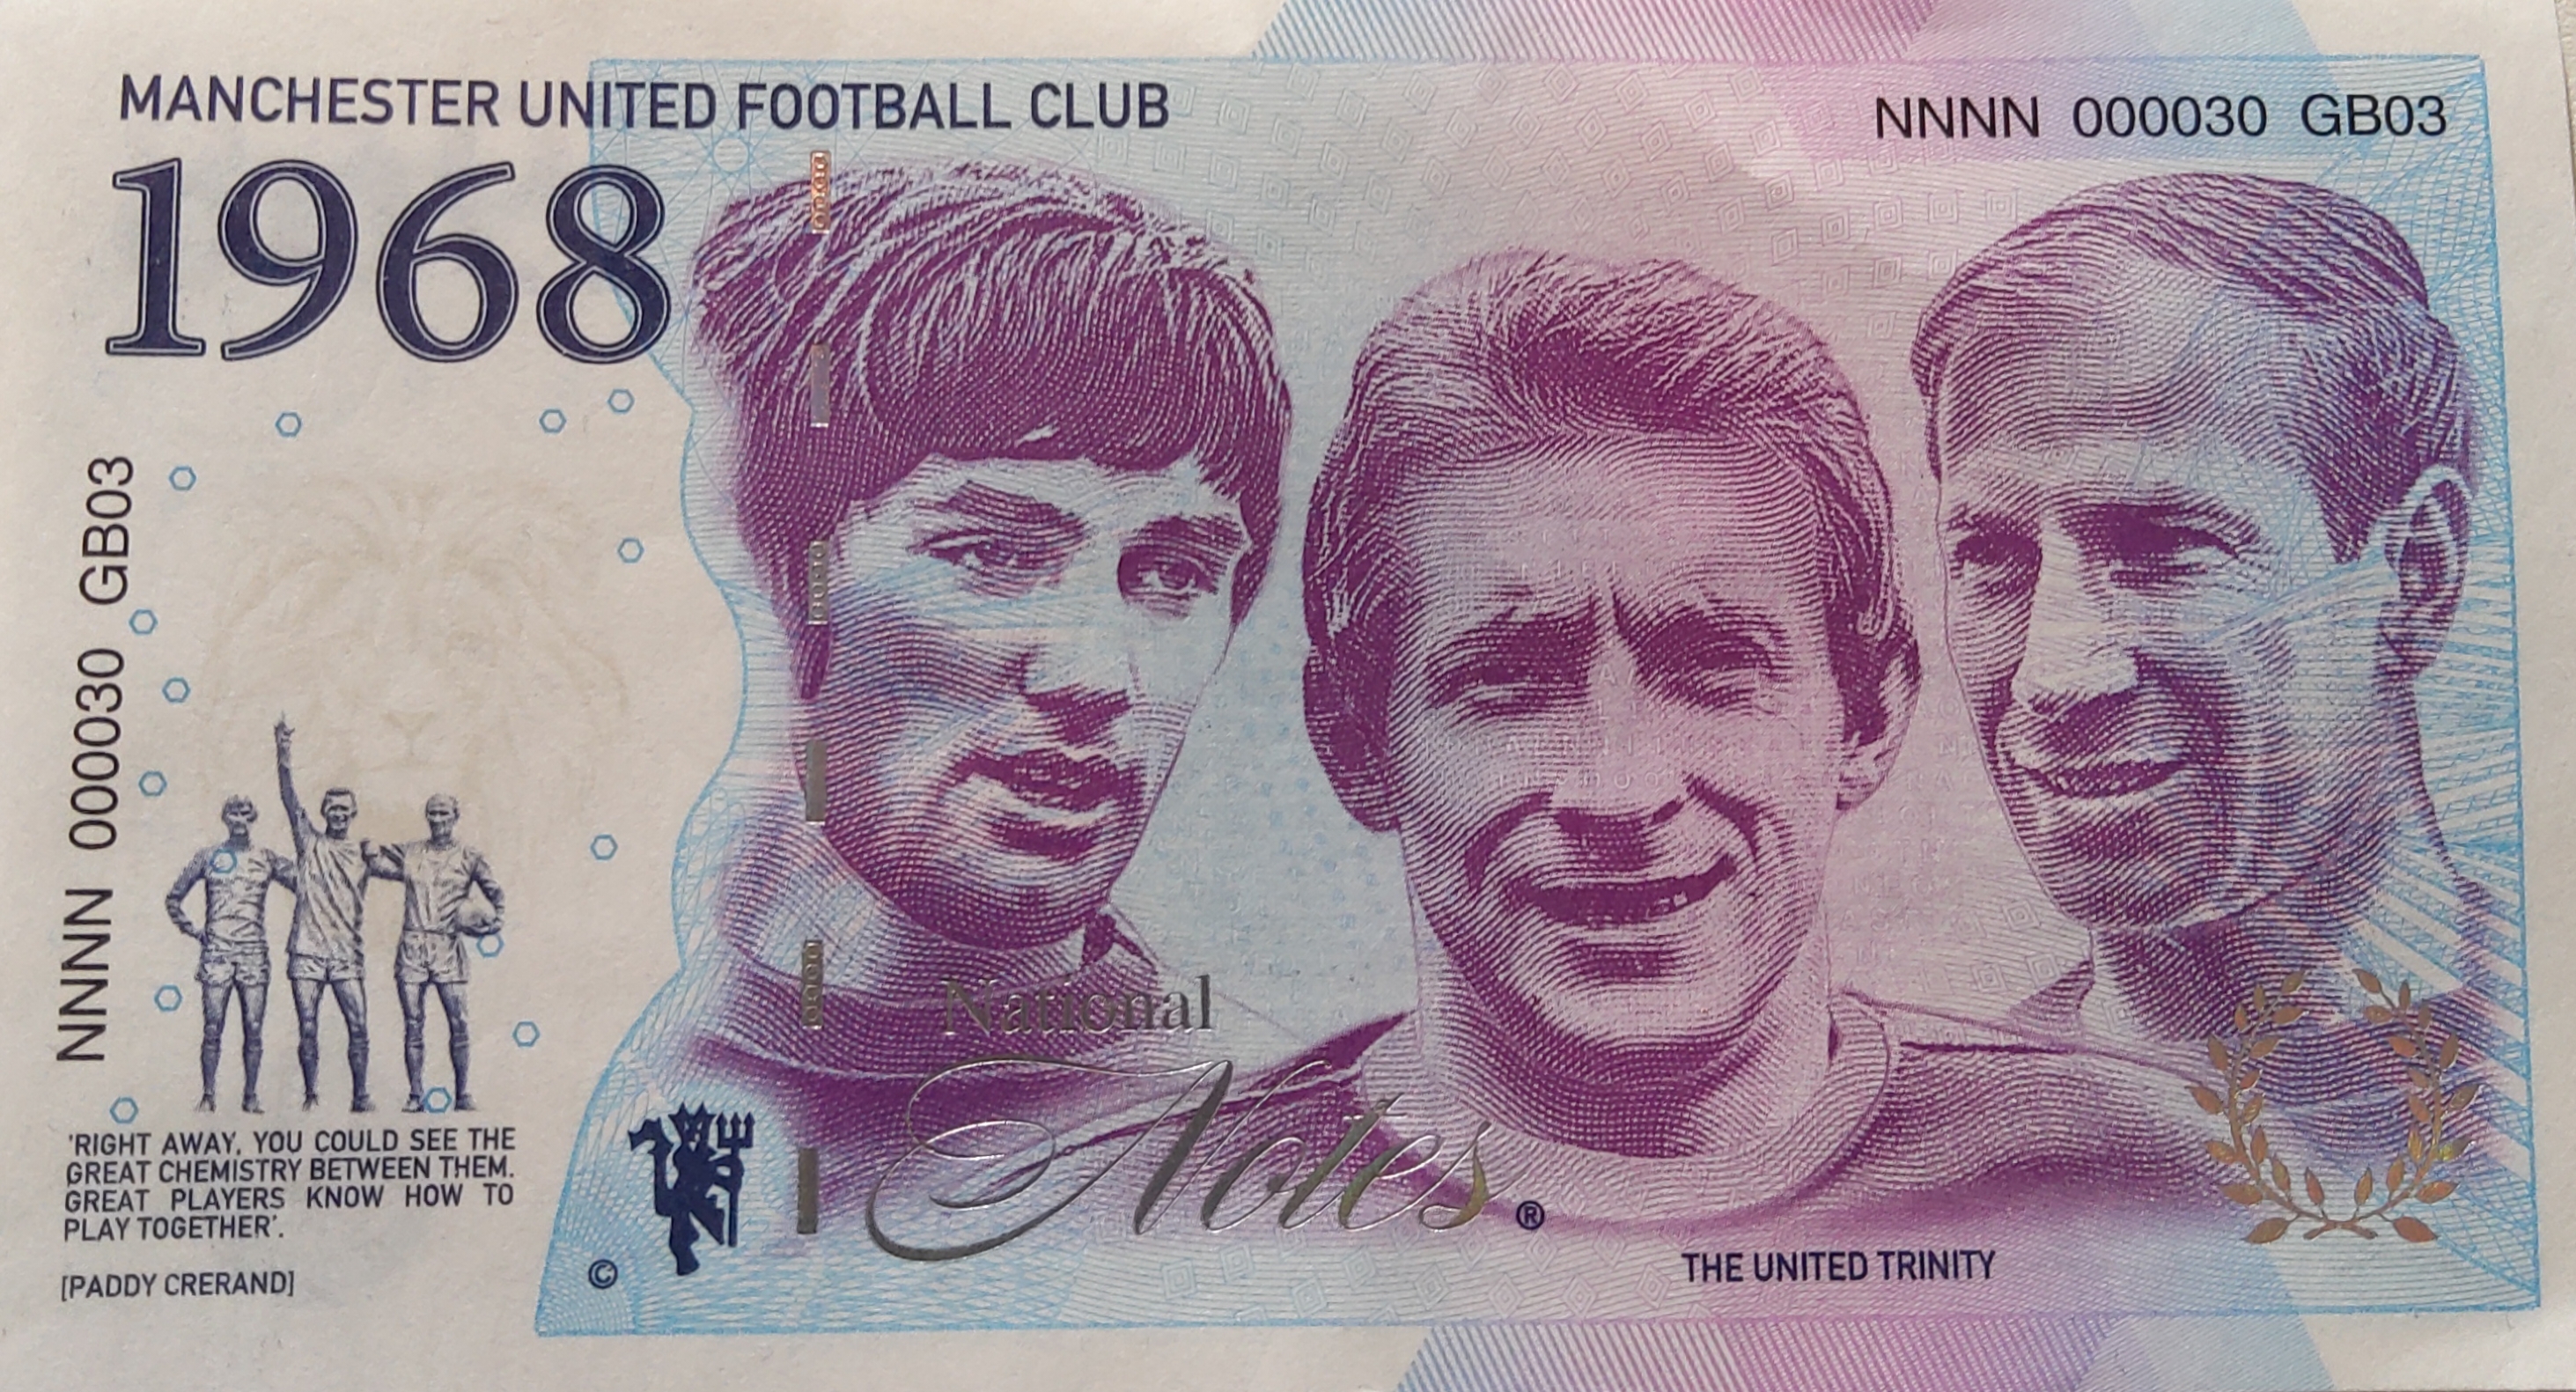 MANCHESTER UNITED FOOTBALL CLUB
NNNN 000030 GB03
1968
NNNN 000030 GB03
'RIGHT AWAY, YOU COULD SEE THE
GREAT CHEMISTRY BETWEEN THEM.
GREAT PLAYERS KNOW HOW TO
PLAY TOGETHER'.
[PADDY CRERAND]
©
National
Notes ®
THE UNITED TRINITY